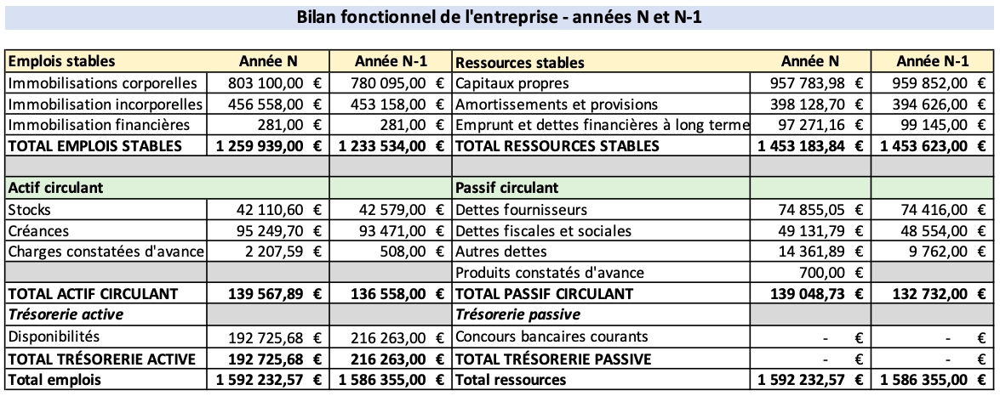 Bilan fonctionnel de l'entreprise - années N et N-1
Emplois stables Année N Année N-1 Ressources stables Année N Année N-1
Immobilisations corporelles 803 100,00 € 780 095,00 € Capitaux propres 957 783,98 € 959 852,00 €
Immobilisation incorporelles 456 558,00 € 453 158,00 € Amortissements et provisions 398 128,70 € 394 626,00 €
Immobilisation financières 281,00 € 281,00 € Emprunt et dettes financières à long terme 97 271,16 € 99 145,00 €
TOTAL EMPLOIS STABLES 1 259 939,00 € 1 233 534,00 € TOTAL RESSOURCES STABLES 1 453 183,84 € 1 453 623,00 €
Actif circulant Passif circulant
Stocks 42 110,60 € 42 579,00 € Dettes fournisseurs 74 855,05 € 74 416,00 €
Créances 95 249,70 € 93 471,00 € Dettes fiscales et sociales 49 131,79 € 48 554,00 €
Charges constatées d'avance 2 207,59 € 508,00 € Autres dettes 14 361,89 € 9 762,00 €
Produits constatés d'avance 700,00 €
TOTAL ACTIF CIRCULANT 139 567,89 € 136 558,00 € TOTAL PASSIF CIRCULANT 139 048,73 € 132 732,00 €
Trésorerie active Trésorerie passive
Disponibilités 192 725,68 € 216 263,00 € Concours bancaires courants - € - €
TOTAL TRÉSORERIE ACTIVE 192 725,68 € 216 263,00 € TOTAL TRÉSORERIE PASSIVE - € - €
Total emplois 1 592 232,57 € 1 586 355,00 € Total ressources 1 592 232,57 € 1 586 355,00 €